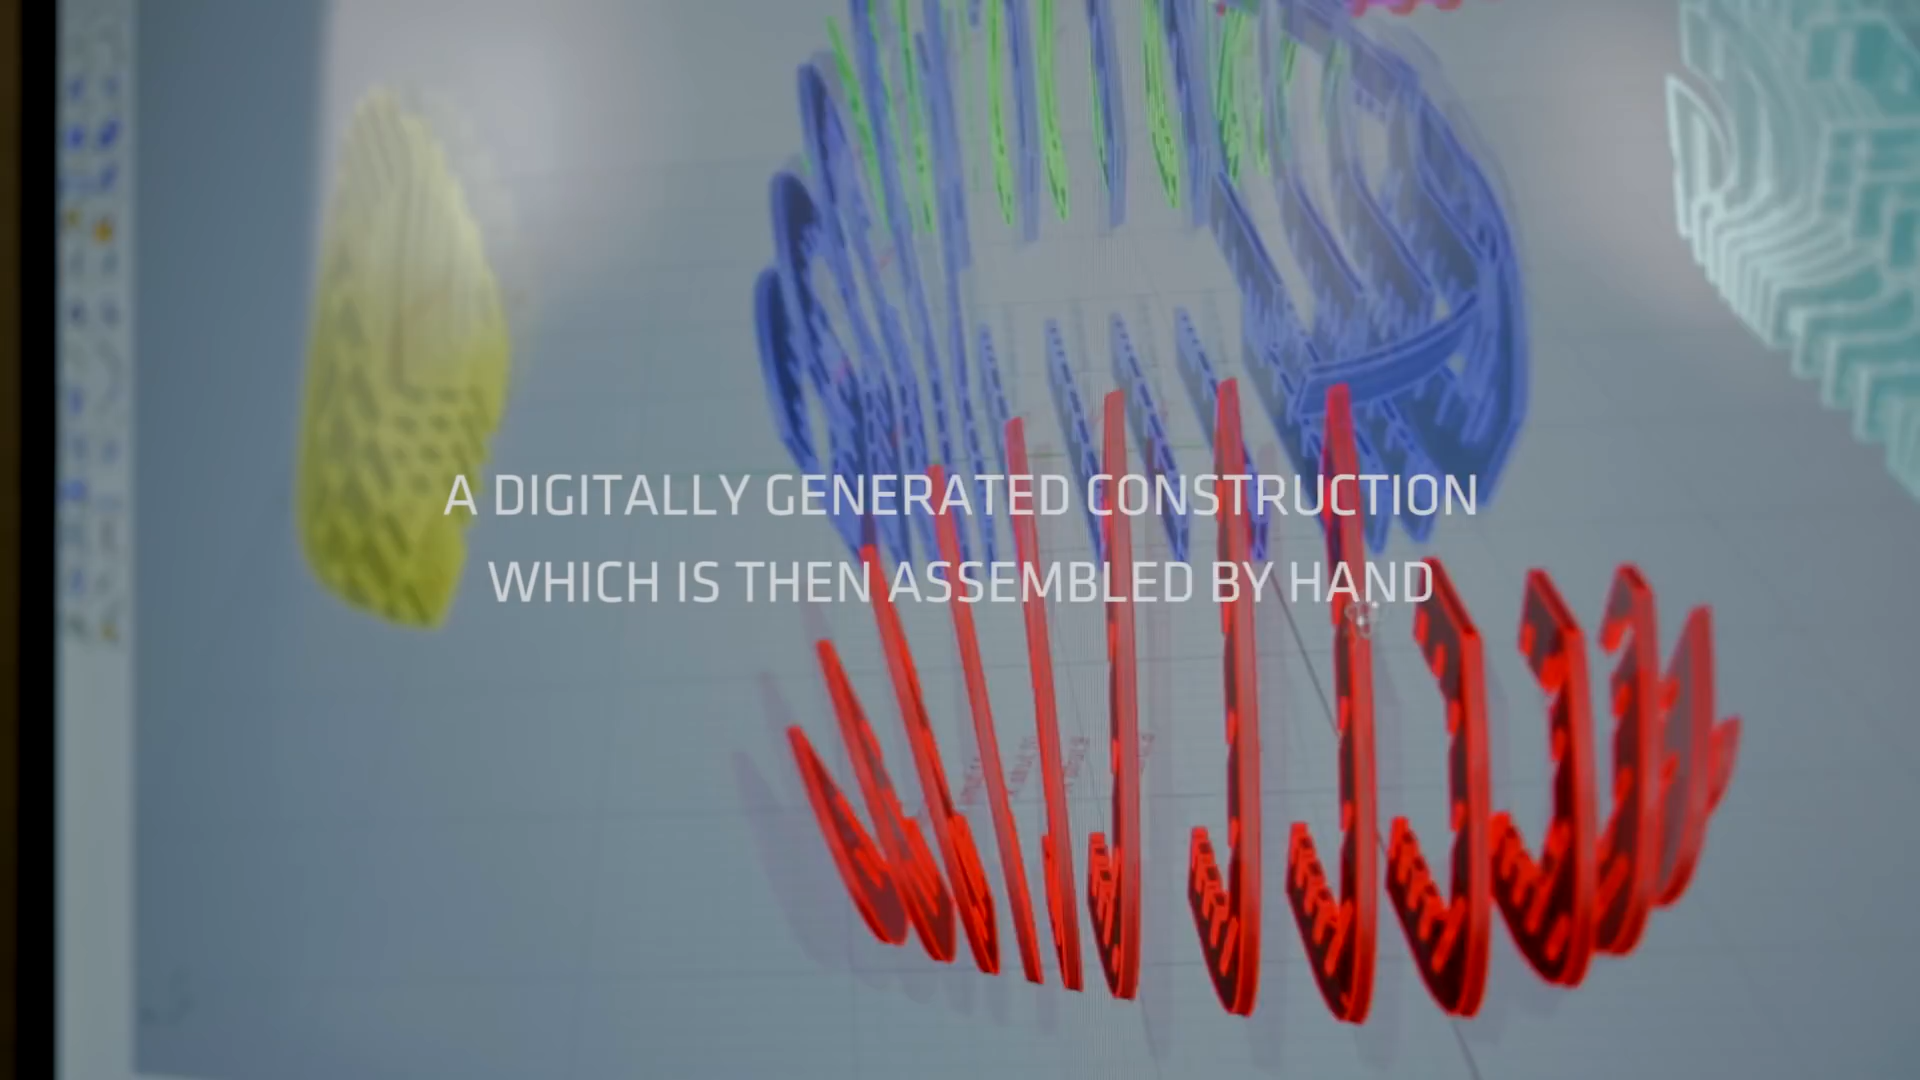 A DIGITALLY GENERATED CONSTRUCTION
WHICH IS THEN ASSEMBLED BY HAND